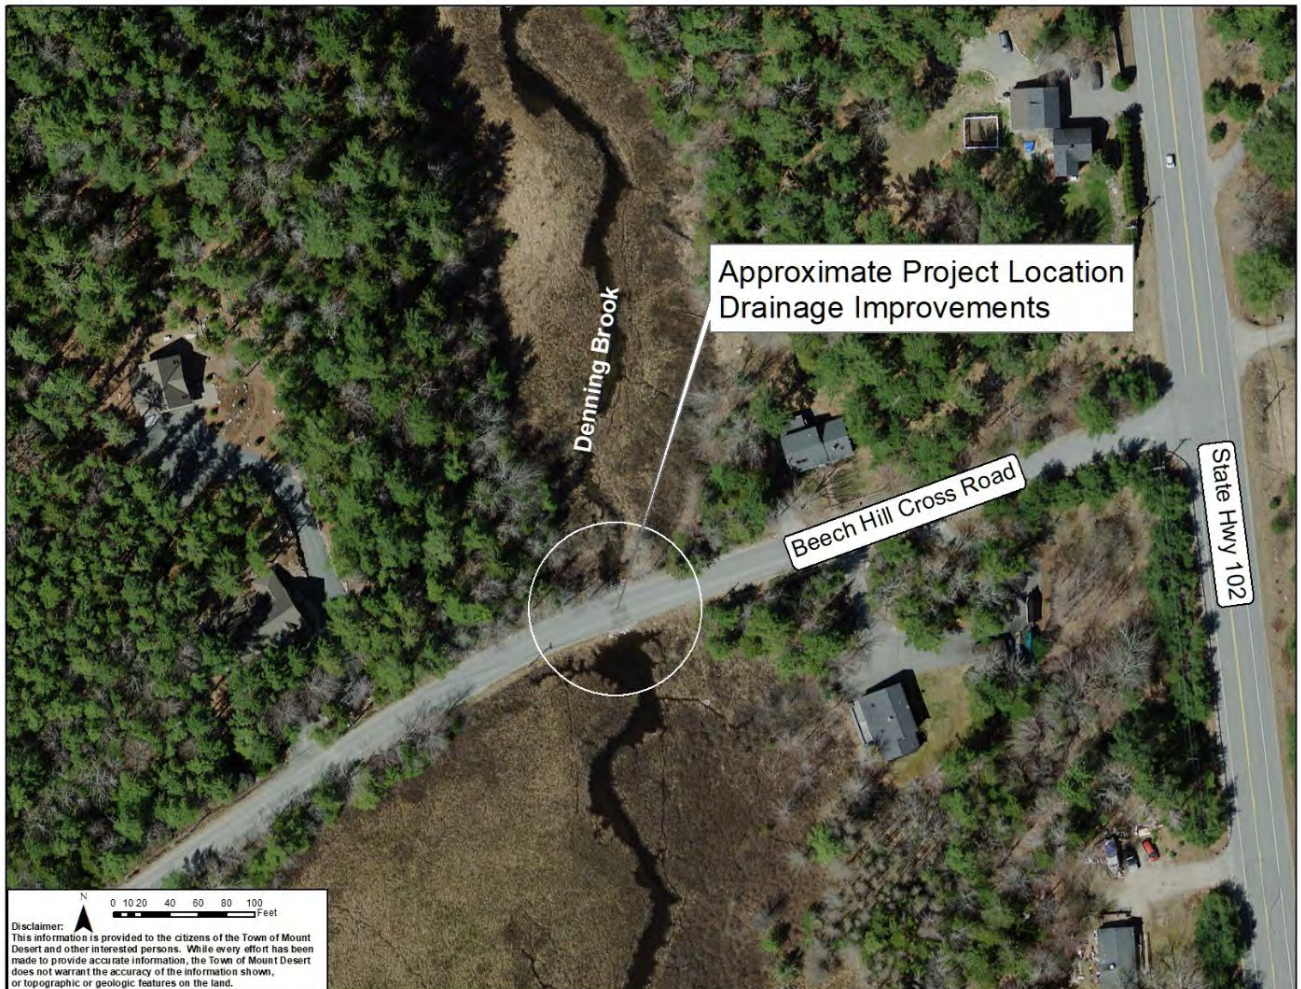 Approximate Project Location
Drainage Improvements
Denning Brook
Beech Hill Cross Road
State Hwy 102
N
0 10 20 40 60 80 100
Feet
Disclaimer:
This information is provided to the citizens of the Town of Mount
Desert and other interested persons. While every effort has been
made to provide accurate information, the Town of Mount Desert
does not warrant the accuracy of the information shown,
or topographic or geologic features on the land.